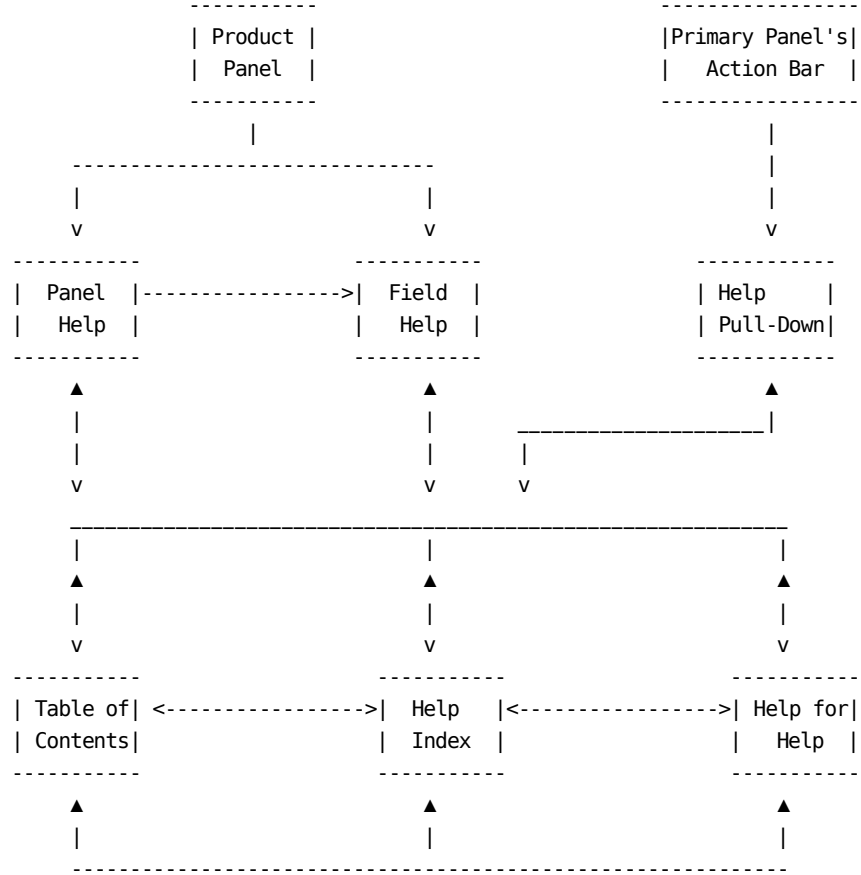 Product
Panel
Primary Panel's
Action Bar
Panel
Help
Field
Help
Help
Pull-Down
Table of
Contents
Help
Index
Help for
Help